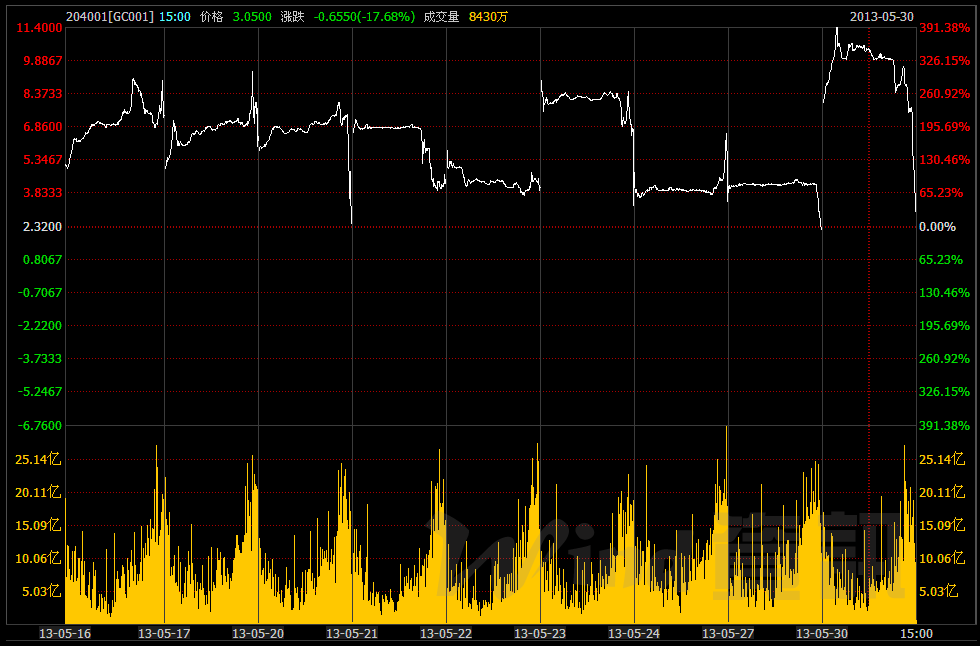 204001[GC001] 15:00 价格 3.0500 涨跌 -0.6550(-17.68%) 成交量 8430万 2013-05-30
11.4000 391.38%
9.8867 326.15%
8.3733 260.92%
6.8600 195.69%
5.3467 130.46%
3.8333 65.23%
2.3200 0.00%
0.8067 65.23%
-0.7067 130.46%
-2.2200 195.69%
-3.7333 260.92%
-5.2467 326.15%
-6.7600 391.38%
25.14亿 25.14亿
20.11亿 20.11亿
15.09亿 15.09亿
10.06亿 10.06亿
5.03亿 5.03亿
13-05-16 13-05-17 13-05-20 13-05-21 13-05-22 13-05-23 13-05-24 13-05-27 13-05-30 15:00